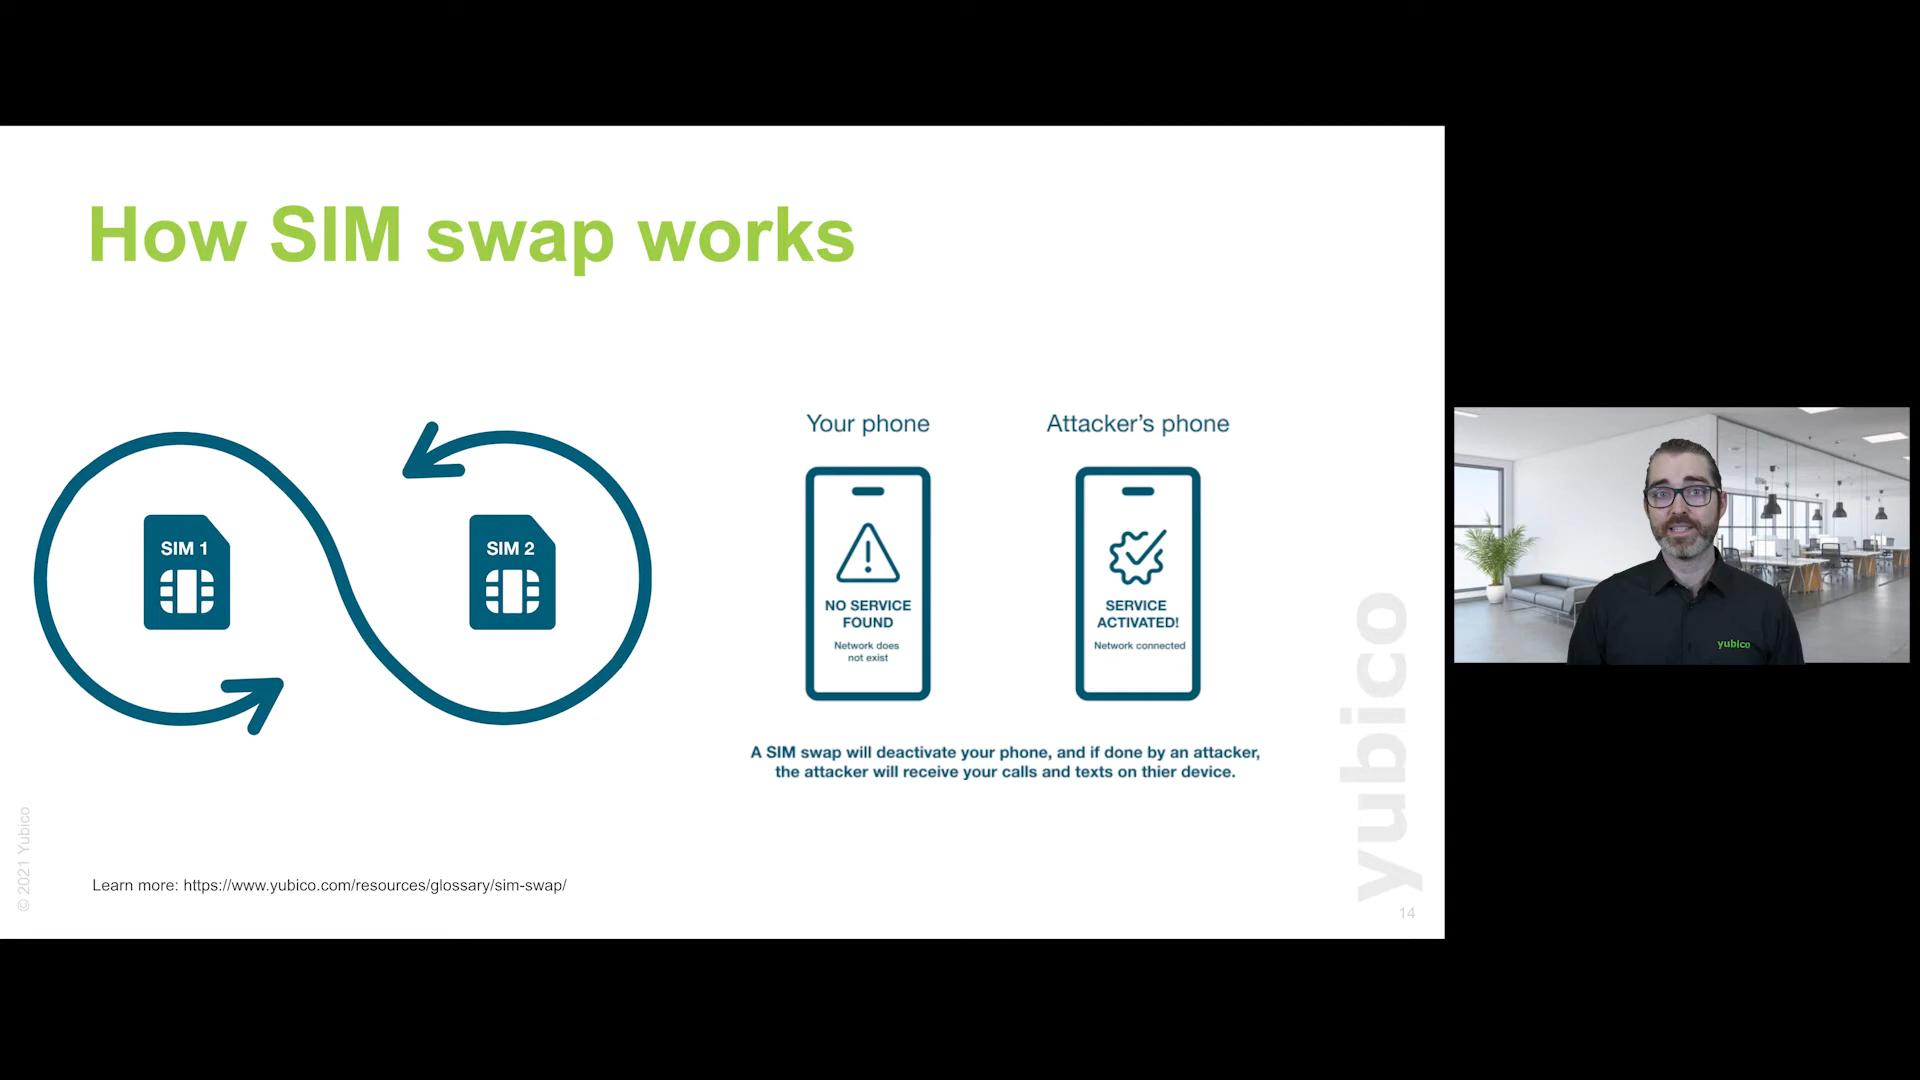 How SIM swap works
SIM 1
SIM 2
Your phone
NO SERVICE
FOUND
Network does
not exist
Attacker’s phone
SERVICE
ACTIVATED!
Network connected
A SIM swap will deactivate your phone, and if done by an attacker,
the attacker will receive your calls and texts on thier device.
Learn more: https://www.yubico.com/resources/glossary/sim-swap/
© 2021 Yubico
yubico
14
yubico